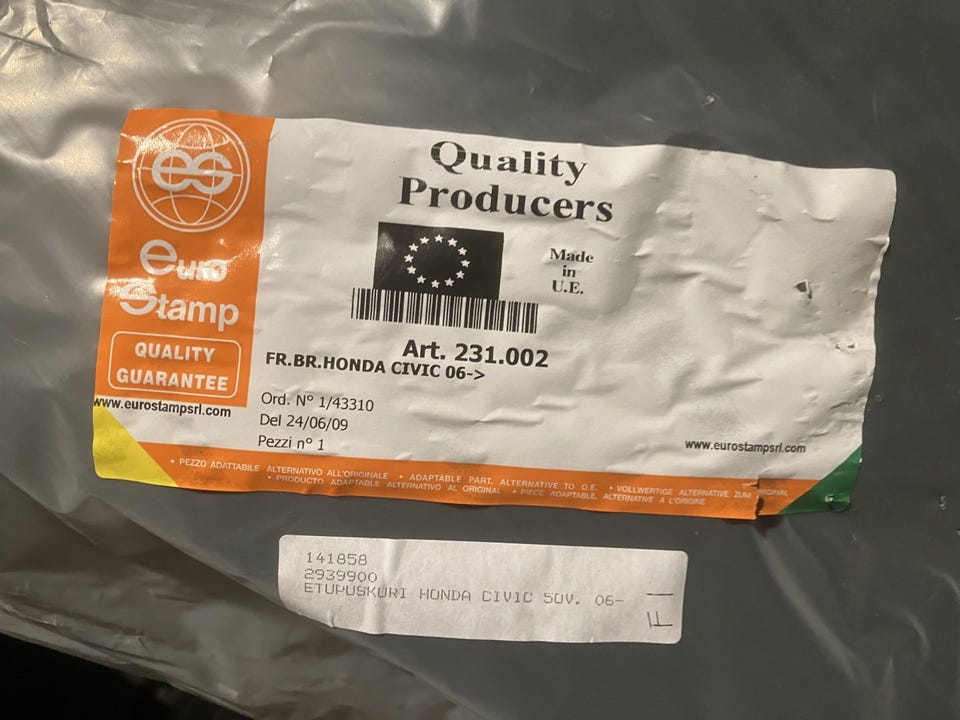 es
euro
Stamp
QUALITY
GUARANTEE
www.eurostampsrl.com
Quality
Producers
Made
in
U.E.
Art. 231.002
FR.BR.HONDA CIVIC 06->
Ord. N° 1/43310
Del 24/06/09
Pezzi n° 1
www.eurostampsrl.com
• PEZZO ADATTABILE ALTERNATIVO ALL'ORIGINALE • ADAPTABLE PART. ALTERNATIVE TO O.E. • VOLLWERTIGE ALTERNATIVE ZUM
• PRODUCTO ADAPTABLE ALTERNATIVO AL ORIGINAL • PIECE ADAPTABLE. ALTERNATIVE A L'ORIGINE
141858
2939900
ETUPUSKURI HONDA CIVIC 5OV. 06-